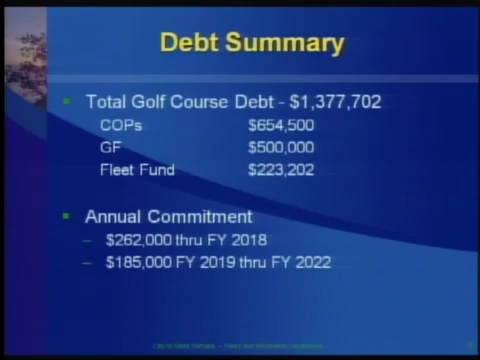 Debt Summary
Total Golf Course Debt - $1,377,702
COPs $654,500
GF $500,000
Fleet Fund $223,202
Annual Commitment
– $262,000 thru FY 2018
– $185,000 FY 2019 thru FY 2022